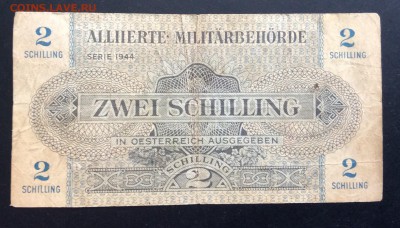 COINS.LAVE.RU
2 ALLIIERTE MILITÄRBEHÖRDE 2
SCHILLING SERIE 1944 SCHILLING
ZWEI SCHILLING
IN OESTERREICH AUSGEGEBEN
2 SCHILLING 2
SCHILLING 2 SCHILLING